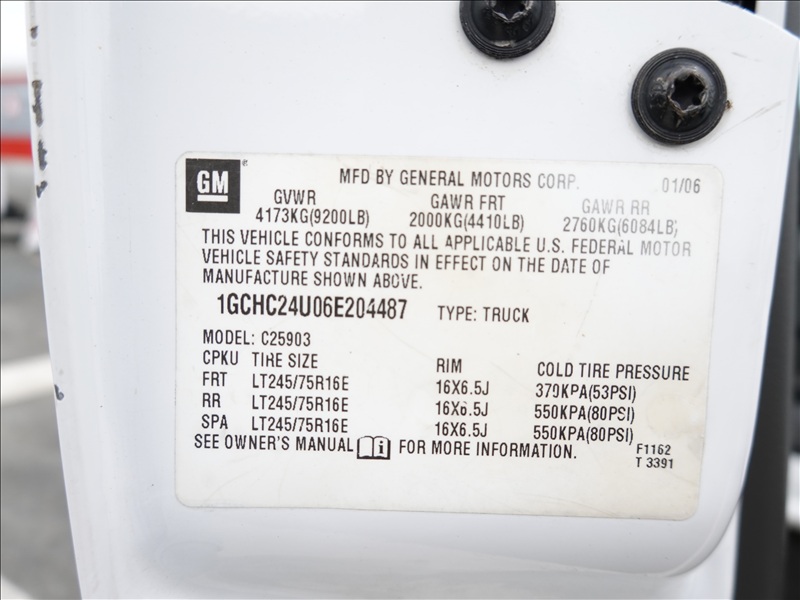 GM®
MFD BY GENERAL MOTORS CORP. 01/06
GVWR GAWR FRT GAWR RR
4173KG(9200LB) 2000KG(4410LB) 2760KG(6084LB)
THIS VEHICLE CONFORMS TO ALL APPLICABLE U.S. FEDERAL MOTOR
VEHICLE SAFETY STANDARDS IN EFFECT ON THE DATE OF
MANUFACTURE SHOWN ABOVE.
1GCHC24U06E204487 TYPE: TRUCK
MODEL: C25903
CPKU TIRE SIZE RIM COLD TIRE PRESSURE
FRT LT245/75R16E 16X6.5J 370KPA(53PSI)
RR LT245/75R16E 16X6.5J 550KPA(80PSI)
SPA LT245/75R16E 16X6.5J 550KPA(80PSI)
SEE OWNER'S MANUAL FOR MORE INFORMATION.
F1162
T 3391